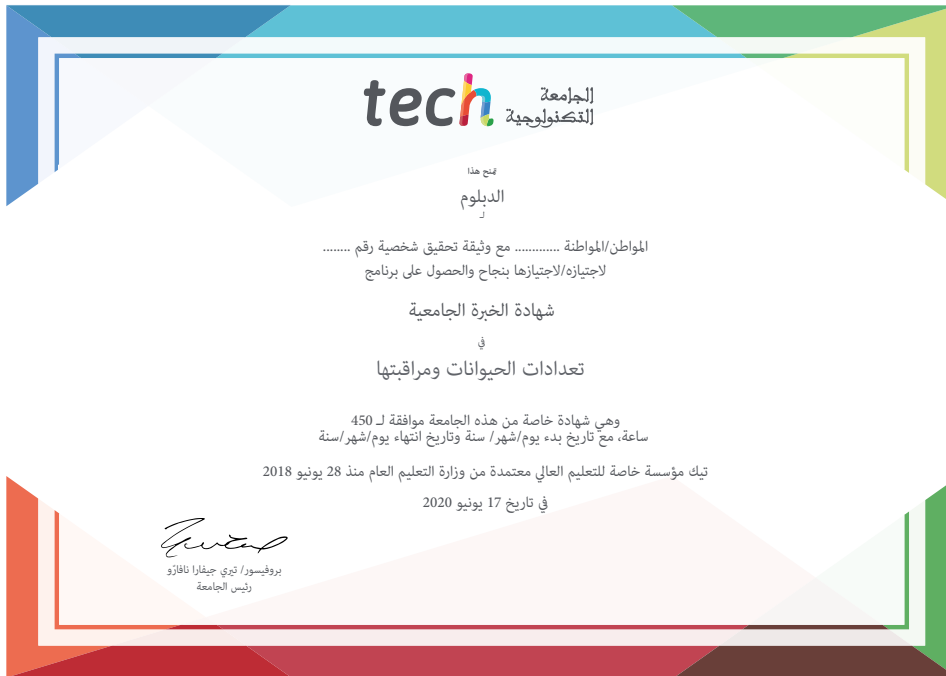 tech الجامعة
التكنولوجية
يمنح هذا
الدبلوم
لـ
المواطن/المواطنة ............. مع وثيقة تحقيق شخصية رقم ........
لاجتيازه/لاجتيازها بنجاح والحصول على برنامج
شهادة الخبرة الجامعية
في
تعدادات الحيوانات ومراقبتها
وهي شهادة خاصة من هذه الجامعة موافقة لـ 450
ساعة، مع تاريخ بدء يوم/شهر/ سنة وتاريخ انتهاء يوم/شهر/سنة
تيك مؤسسة خاصة للتعليم العالي معتمدة من وزارة التعليم العام منذ 28 يونيو 2018
في تاريخ 17 يونيو 2020
بروفيسور/ تيري جيفارا نافارّو
رئيس الجامعة